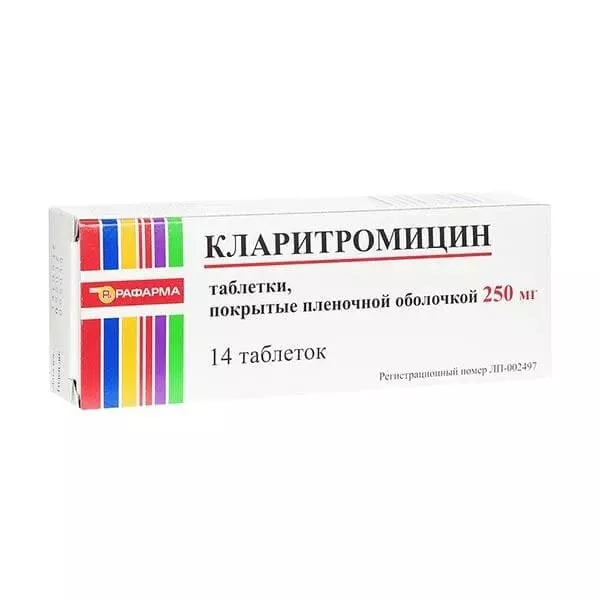 КЛАРИТРОМИЦИН
таблетки,
покрытые пленочной оболочкой 250 мг
РАФАРМА
14 таблеток
Регистрационный номер ЛП-002497